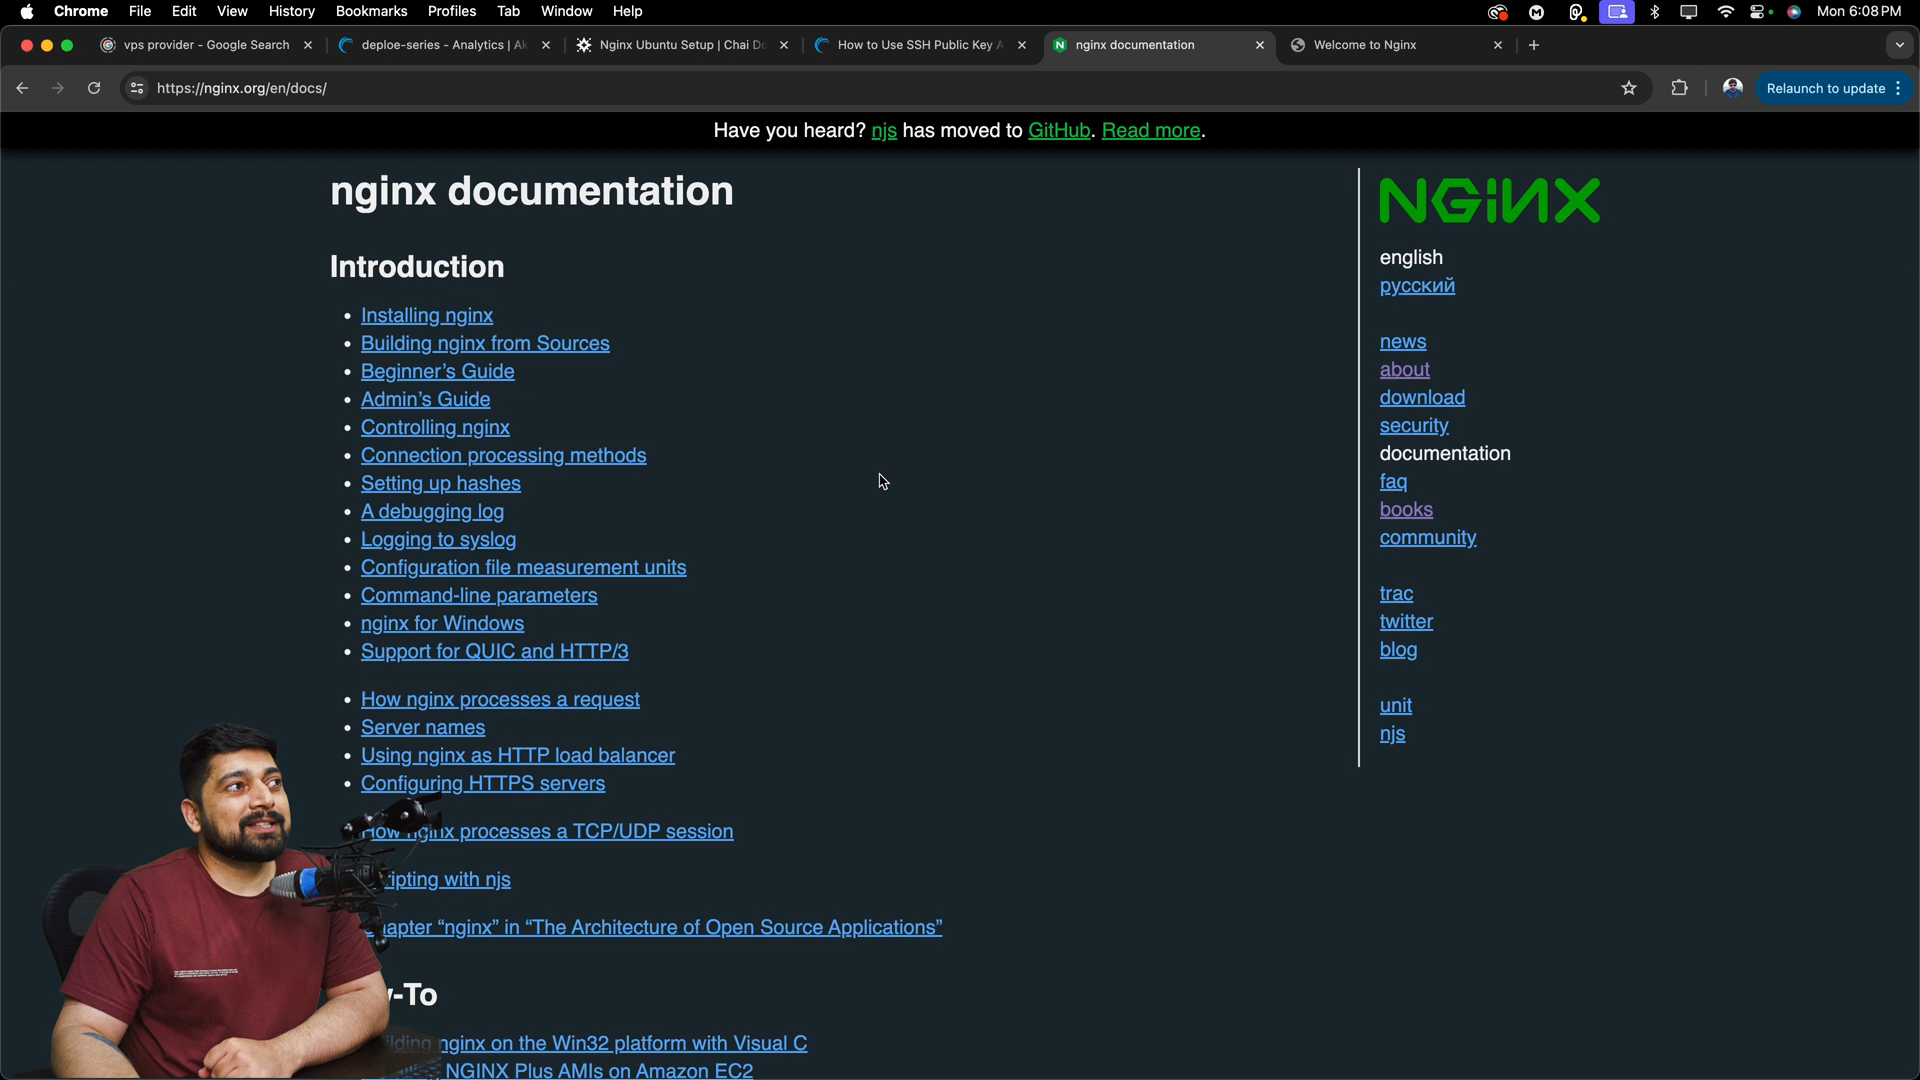 Chrome File Edit View History Bookmarks Profiles Tab Window Help Mon 6:08 PM
vps provider - Google Search deploe-series - Analytics | Ak Nginx Ubuntu Setup | Chai Do How to Use SSH Public Key A nginx documentation Welcome to Nginx
https://nginx.org/en/docs/ Relaunch to update
Have you heard? njs has moved to GitHub. Read more.
nginx documentation
Introduction
Installing nginx
Building nginx from Sources
Beginner’s Guide
Admin’s Guide
Controlling nginx
Connection processing methods
Setting up hashes
A debugging log
Logging to syslog
Configuration file measurement units
Command-line parameters
nginx for Windows
Support for QUIC and HTTP/3
How nginx processes a request
Server names
Using nginx as HTTP load balancer
Configuring HTTPS servers
How nginx processes a TCP/UDP session
ripting with njs
apter “nginx” in “The Architecture of Open Source Applications”
-To
lding nginx on the Win32 platform with Visual C
NGINX Plus AMIs on Amazon EC2
NGINX
english
русский
news
about
download
security
documentation
faq
books
community
trac
twitter
blog
unit
njs